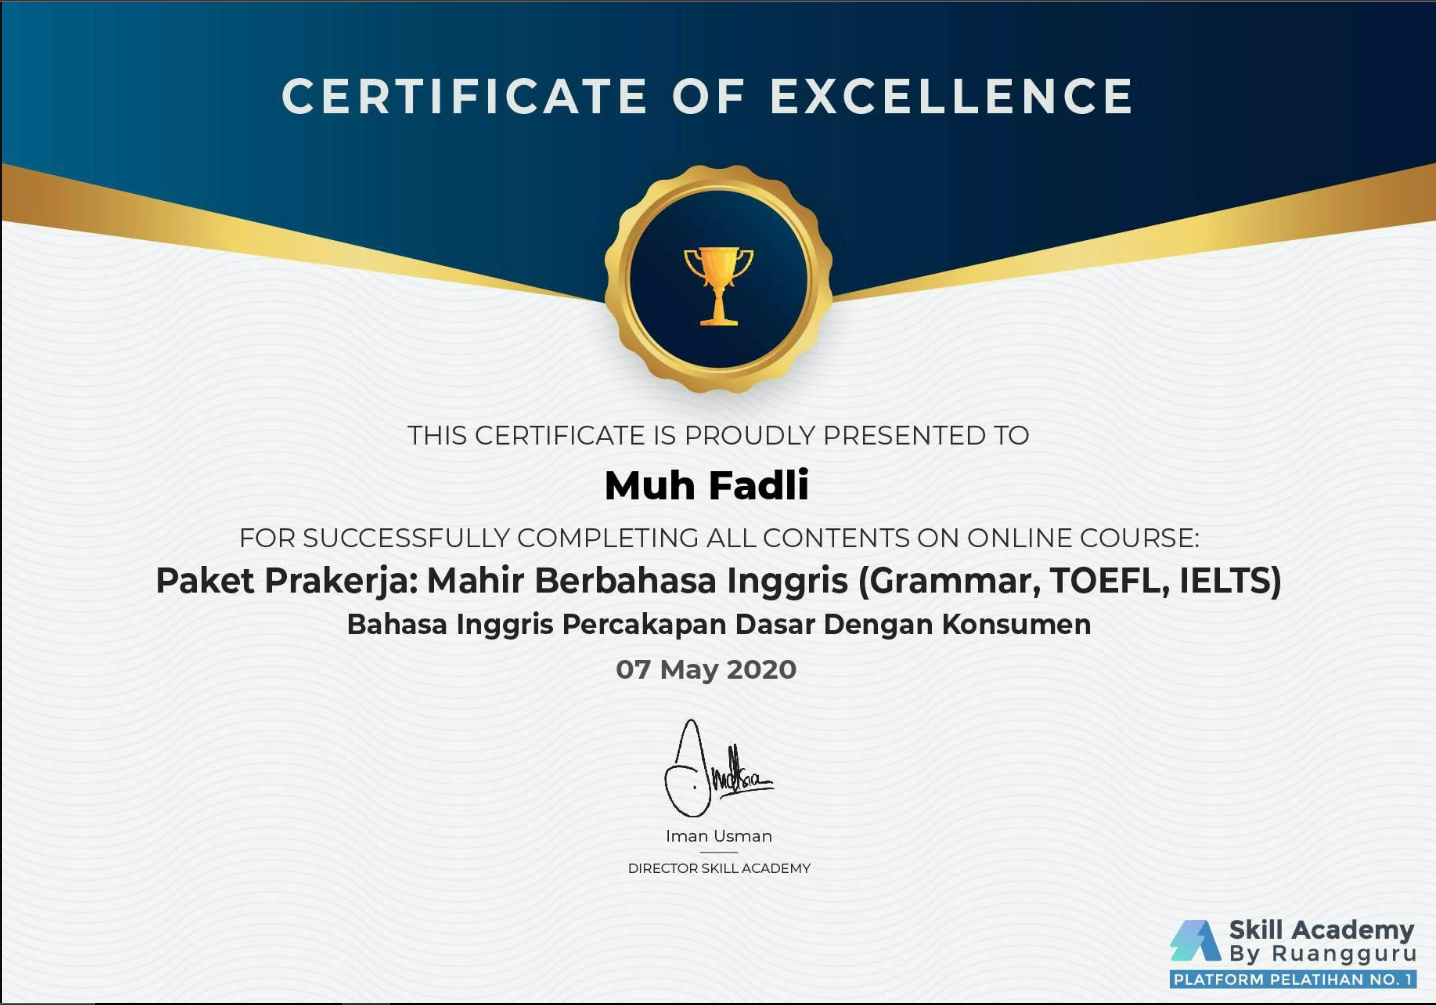 CERTIFICATE OF EXCELLENCE
THIS CERTIFICATE IS PROUDLY PRESENTED TO
Muh Fadli
FOR SUCCESSFULLY COMPLETING ALL CONTENTS ON ONLINE COURSE:
Paket Prakerja: Mahir Berbahasa Inggris (Grammar, TOEFL, IELTS)
Bahasa Inggris Percakapan Dasar Dengan Konsumen
07 May 2020
Iman Usman
DIRECTOR SKILL ACADEMY
Skill Academy
By Ruangguru
PLATFORM PELATIHAN NO. 1